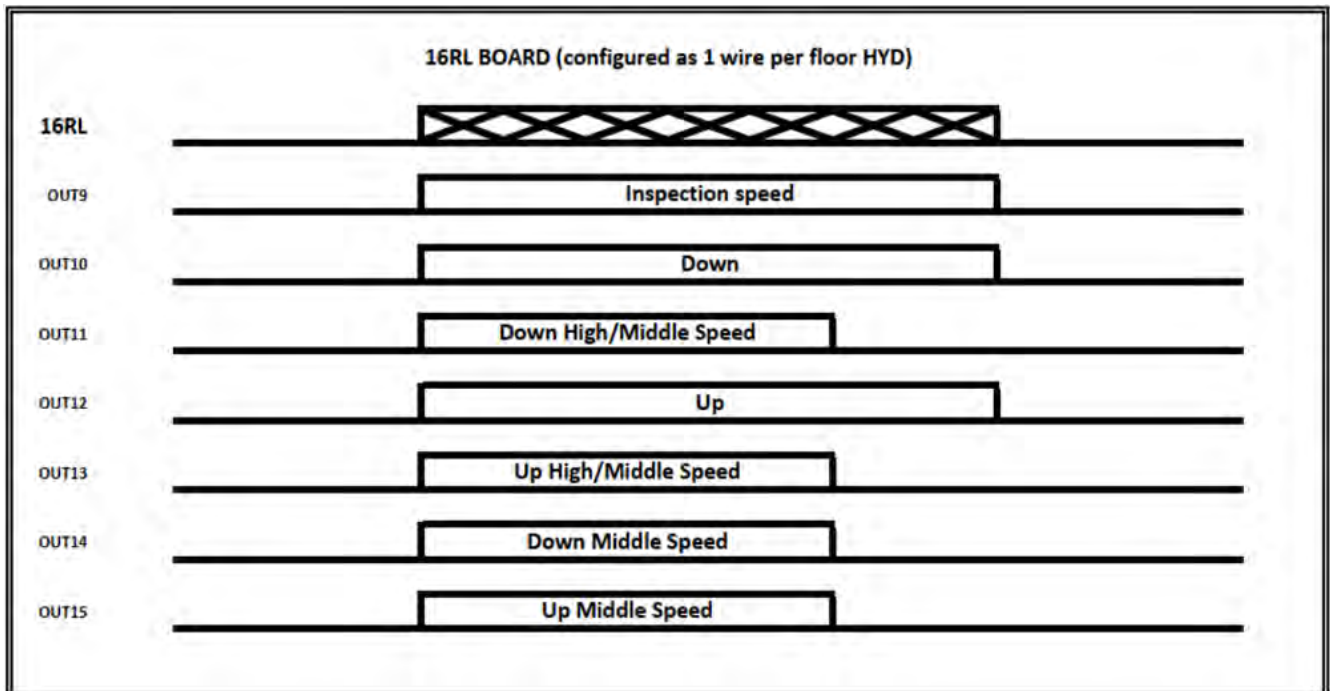 16RL BOARD (configured as 1 wire per floor HYD)
16RL
OUT9 Inspection speed
OUT10 Down
OUT11 Down High/Middle Speed
OUT12 Up
OUT13 Up High/Middle Speed
OUT14 Down Middle Speed
OUT15 Up Middle Speed